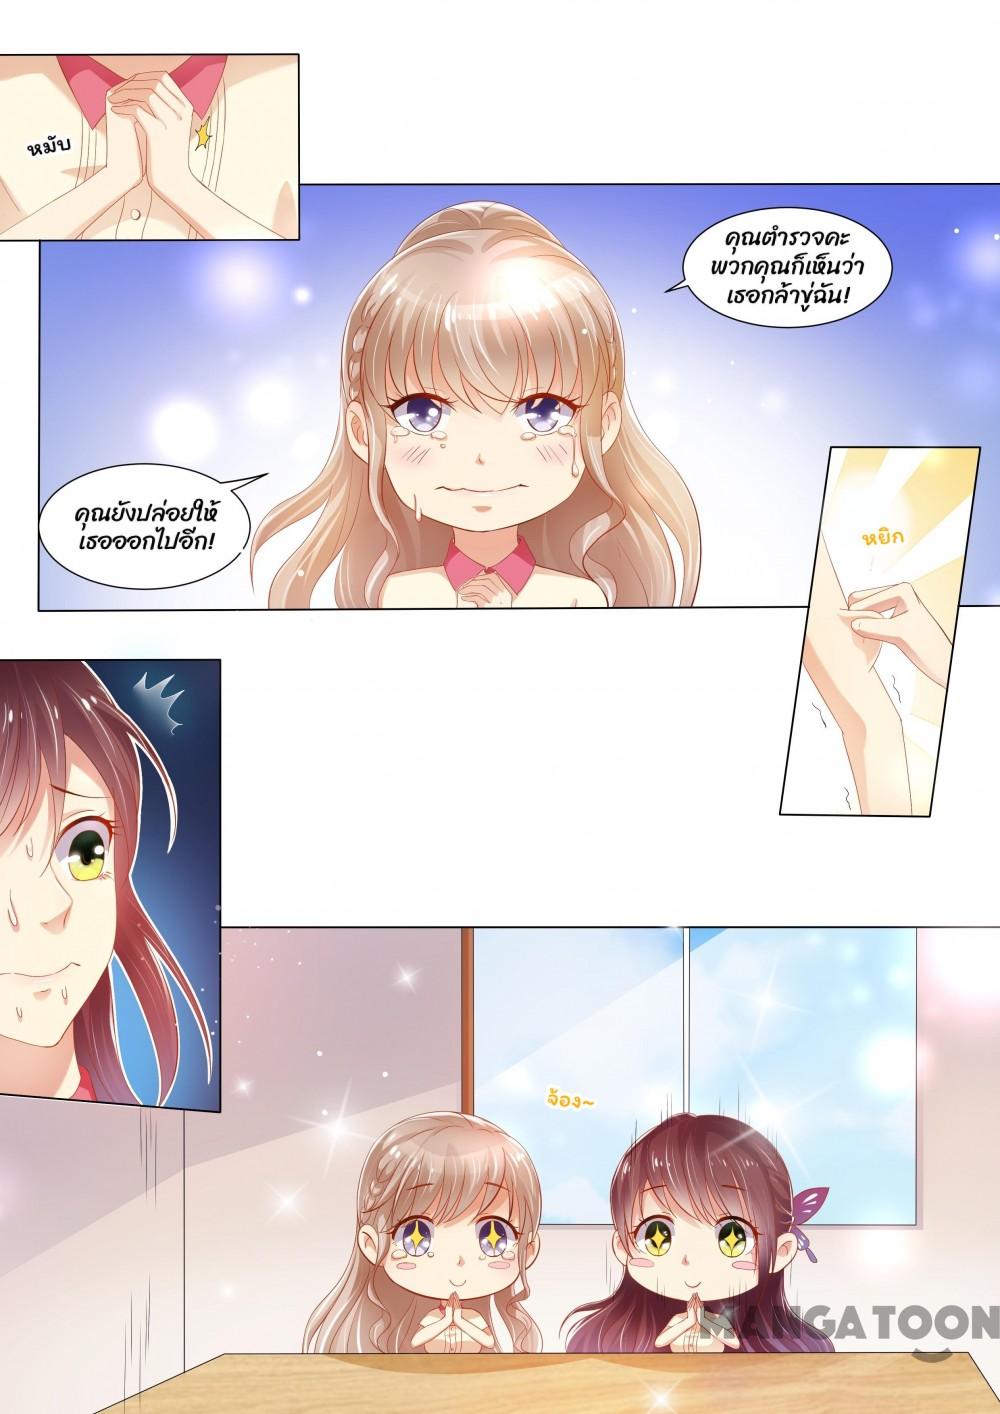 หมับ
คุณตำรวจคะ
พวกคุณก็เห็นว่า
เธอกล้าขู่ฉัน!
คุณยังปล่อยให้
เธอออกไปอีก!
หยิก
จ้อง~
MANGATOON